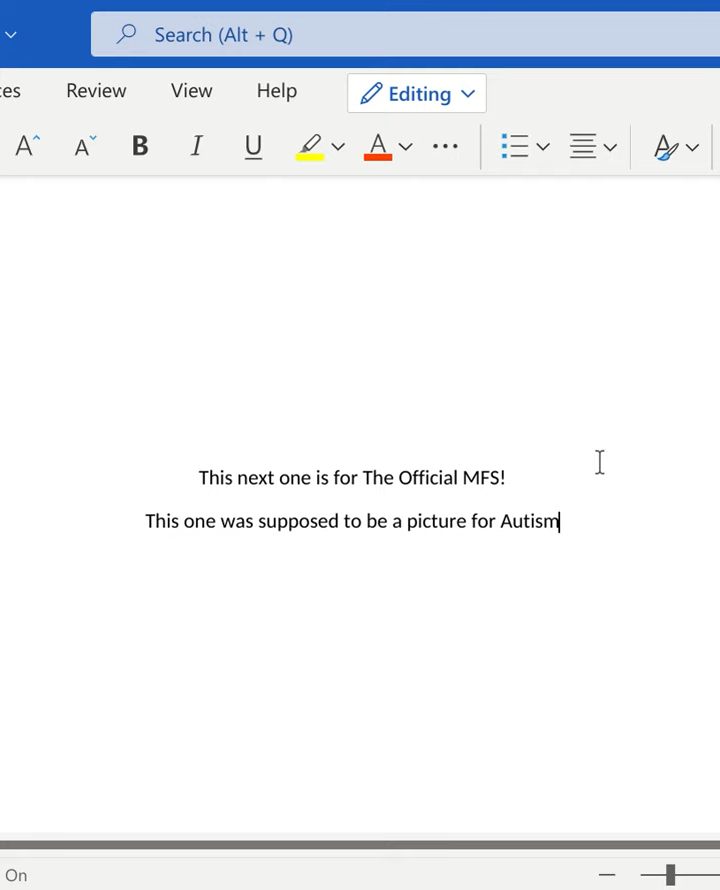 Search (Alt + Q)
ces Review View Help Editing
A A B I U A ... A
This next one is for The Official MFS!
This one was supposed to be a picture for Autism
On